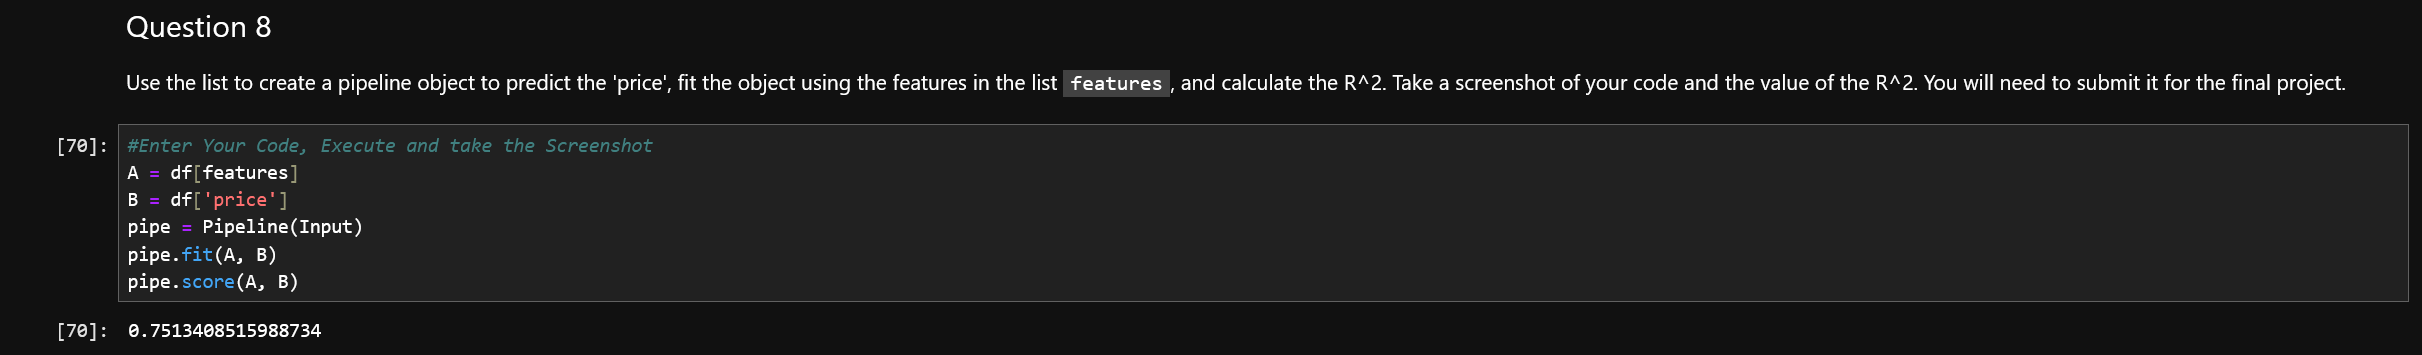 Question 8
Use the list to create a pipeline object to predict the 'price', fit the object using the features in the list features, and calculate the R^2. Take a screenshot of your code and the value of the R^2. You will need to submit it for the final project.
[70]: #Enter Your Code, Execute and take the Screenshot
A = df[features]
B = df['price']
pipe = Pipeline(Input)
pipe.fit(A, B)
pipe.score(A, B)
[70]: 0.7513408515988734